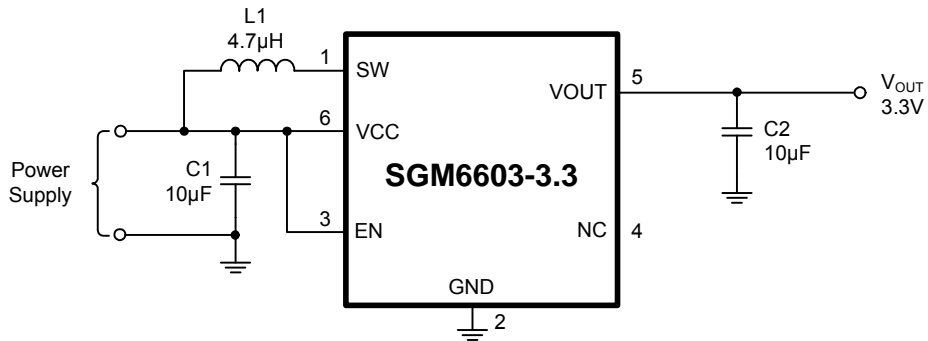 L1
4.7µH
1
SW
5
VOUT
VOUT
3.3V
6
VCC
C2
10µF
Power
Supply
C1
10µF
SGM6603-3.3
3
EN
NC
4
GND
2